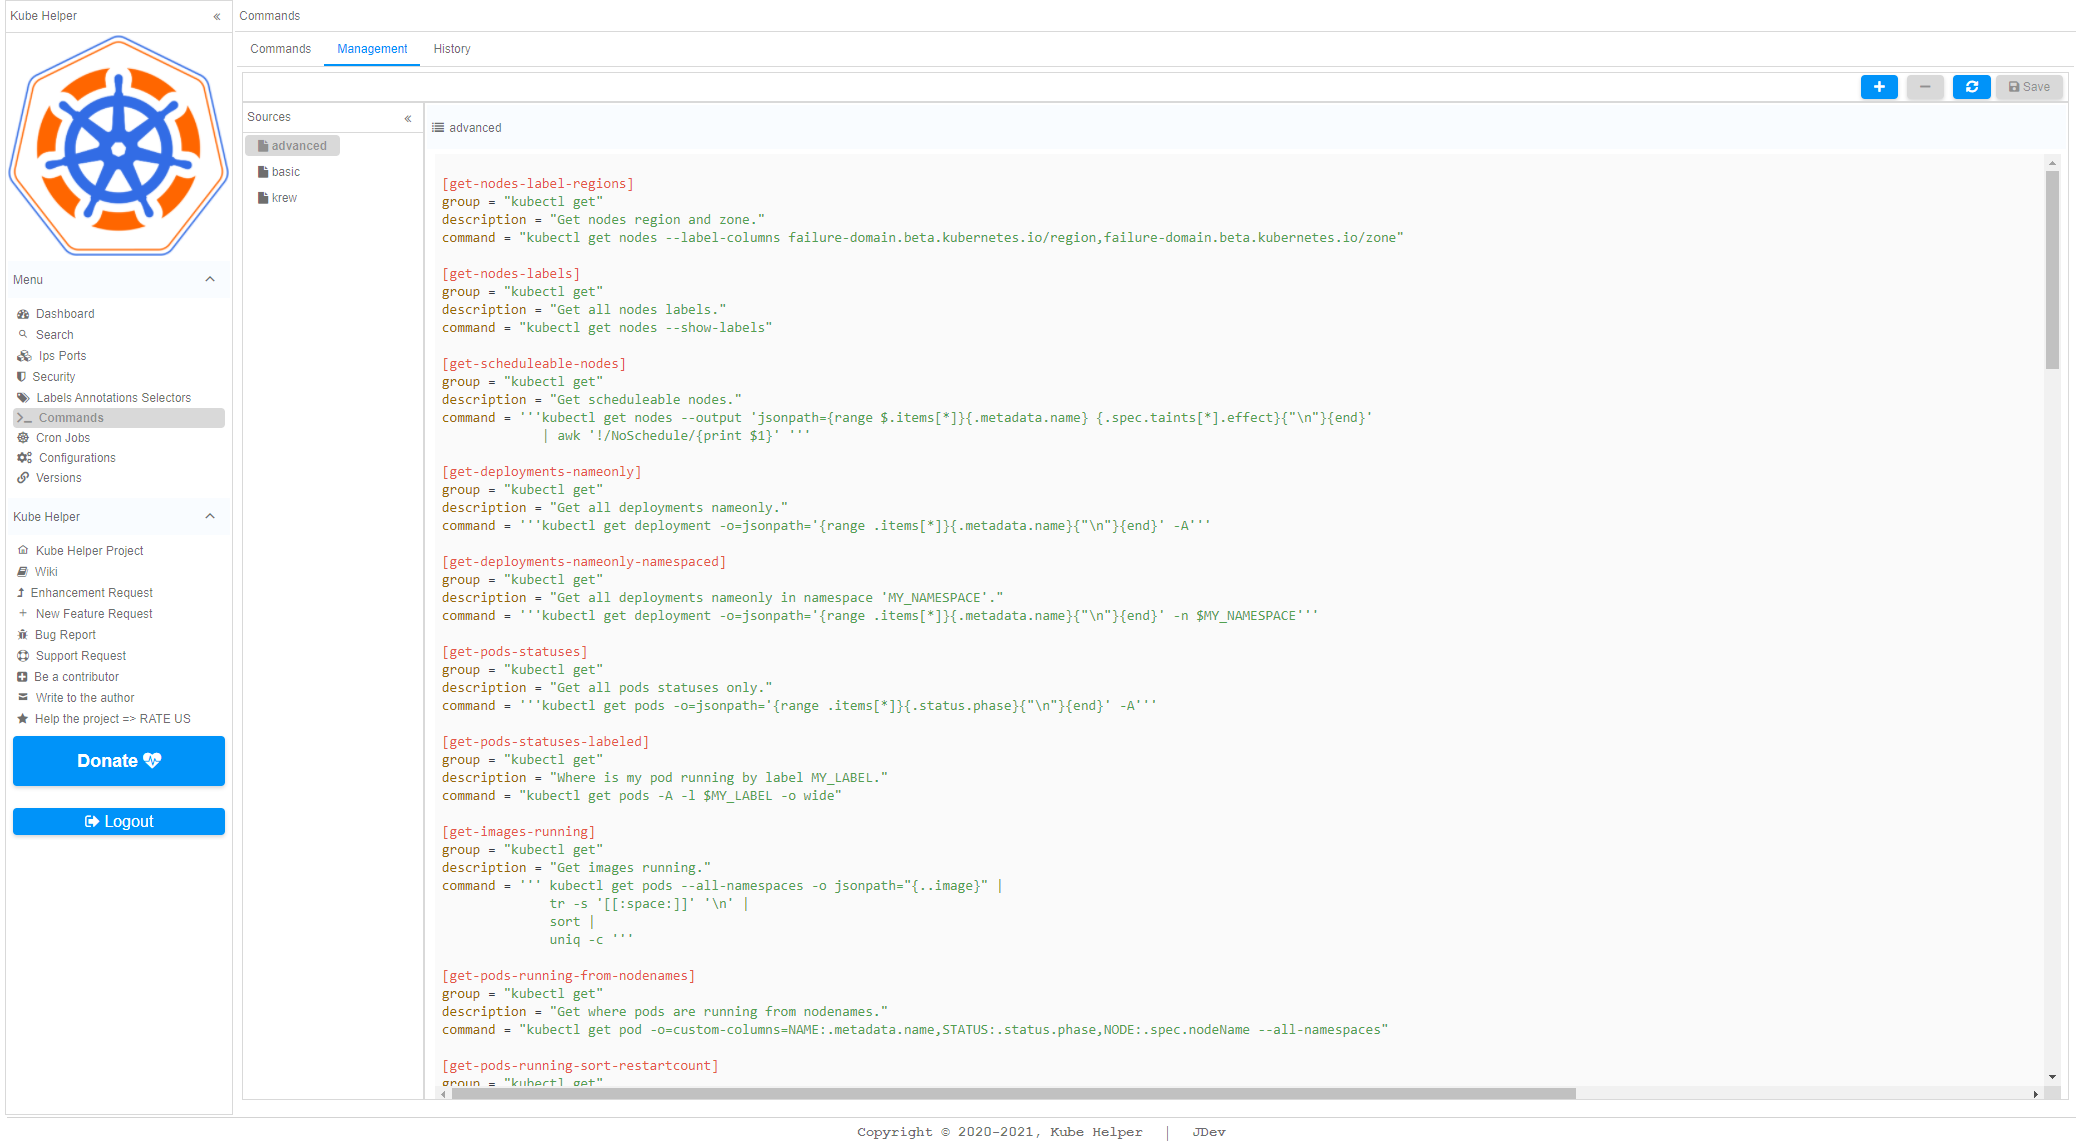 Kube Helper «
Commands
Commands Management History
Save
Sources «
advanced
basic
krew
advanced
[get-nodes-label-regions]
group = "kubectl get"
description = "Get nodes region and zone."
command = "kubectl get nodes --label-columns failure-domain.beta.kubernetes.io/region,failure-domain.beta.kubernetes.io/zone"
[get-nodes-labels]
group = "kubectl get"
description = "Get all nodes labels."
command = "kubectl get nodes --show-labels"
[get-scheduleable-nodes]
group = "kubectl get"
description = "Get scheduleable nodes."
command = '''kubectl get nodes --output 'jsonpath={range $.items[*]}{.metadata.name} {.spec.taints[*].effect}{"\n"}{end}'
| awk '!/NoSchedule/{print $1}' '''
[get-deployments-nameonly]
group = "kubectl get"
description = "Get all deployments nameonly."
command = '''kubectl get deployment -o=jsonpath='{range .items[*]}{.metadata.name}{"\n"}{end}' -A'''
[get-deployments-nameonly-namespaced]
group = "kubectl get"
description = "Get all deployments nameonly in namespace 'MY_NAMESPACE'."
command = '''kubectl get deployment -o=jsonpath='{range .items[*]}{.metadata.name}{"\n"}{end}' -n $MY_NAMESPACE'''
[get-pods-statuses]
group = "kubectl get"
description = "Get all pods statuses only."
command = '''kubectl get pods -o=jsonpath='{range .items[*]}{.status.phase}{"\n"}{end}' -A'''
[get-pods-statuses-labeled]
group = "kubectl get"
description = "Where is my pod running by label MY_LABEL."
command = "kubectl get pods -A -l $MY_LABEL -o wide"
[get-images-running]
group = "kubectl get"
description = "Get images running."
command = ''' kubectl get pods --all-namespaces -o jsonpath="{..image}" |
tr -s '[[:space:]]' '\n' |
sort |
uniq -c '''
[get-pods-running-from-nodenames]
group = "kubectl get"
description = "Get where pods are running from nodenames."
command = "kubectl get pod -o=custom-columns=NAME:.metadata.name,STATUS:.status.phase,NODE:.spec.nodeName --all-namespaces"
[get-pods-running-sort-restartcount]
group = "kubectl get"
Menu
Dashboard
Search
Ips Ports
Security
Labels Annotations Selectors
Commands
Cron Jobs
Configurations
Versions
Kube Helper
Kube Helper Project
Wiki
Enhancement Request
New Feature Request
Bug Report
Support Request
Be a contributor
Write to the author
Help the project => RATE US
Donate
Logout
Copyright © 2020-2021, Kube Helper | JDev